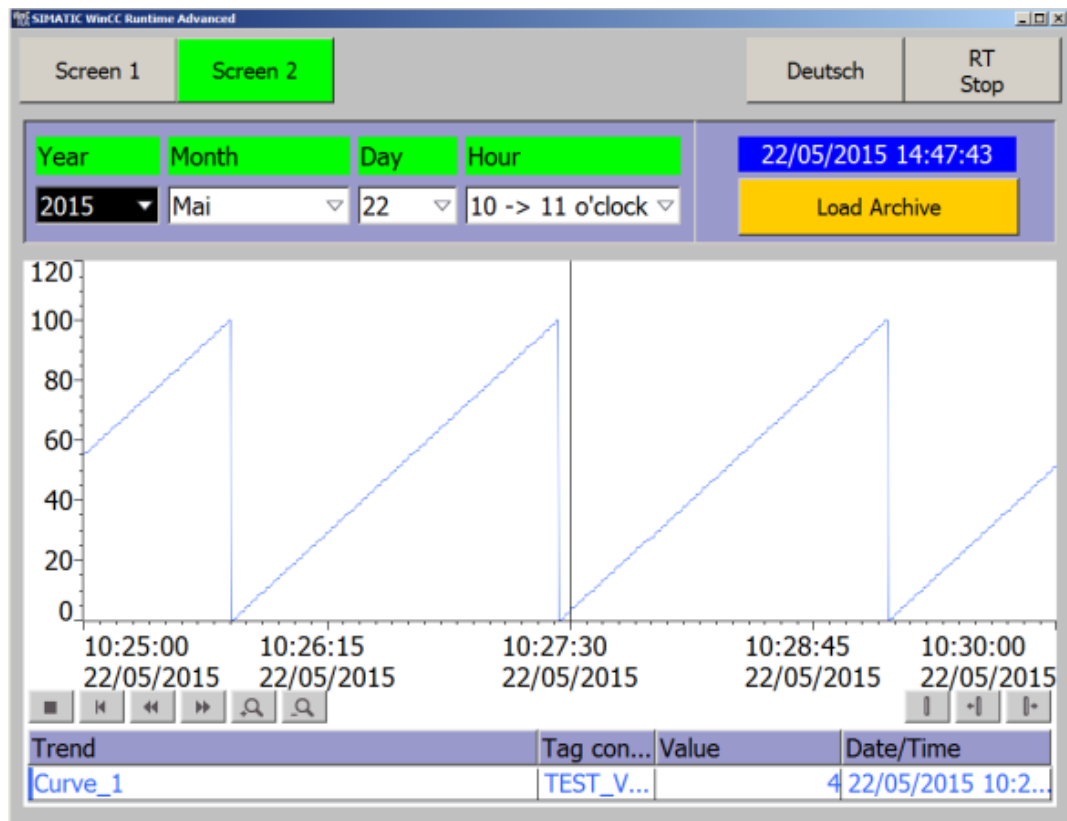 SIMATIC WinCC Runtime Advanced
Screen 1
Screen 2
Deutsch
RT
Stop
Year
Month
Day
Hour
22/05/2015 14:47:43
2015
Mai
22
10 -> 11 o'clock
Load Archive
120
100
80
60
40
20
0
10:25:00
10:26:15
10:27:30
10:28:45
10:30:00
22/05/2015
22/05/2015
22/05/2015
22/05/2015
22/05/2015
Trend
Tag con...
Value
Date/Time
Curve_1
TEST_V...
4
22/05/2015 10:2...